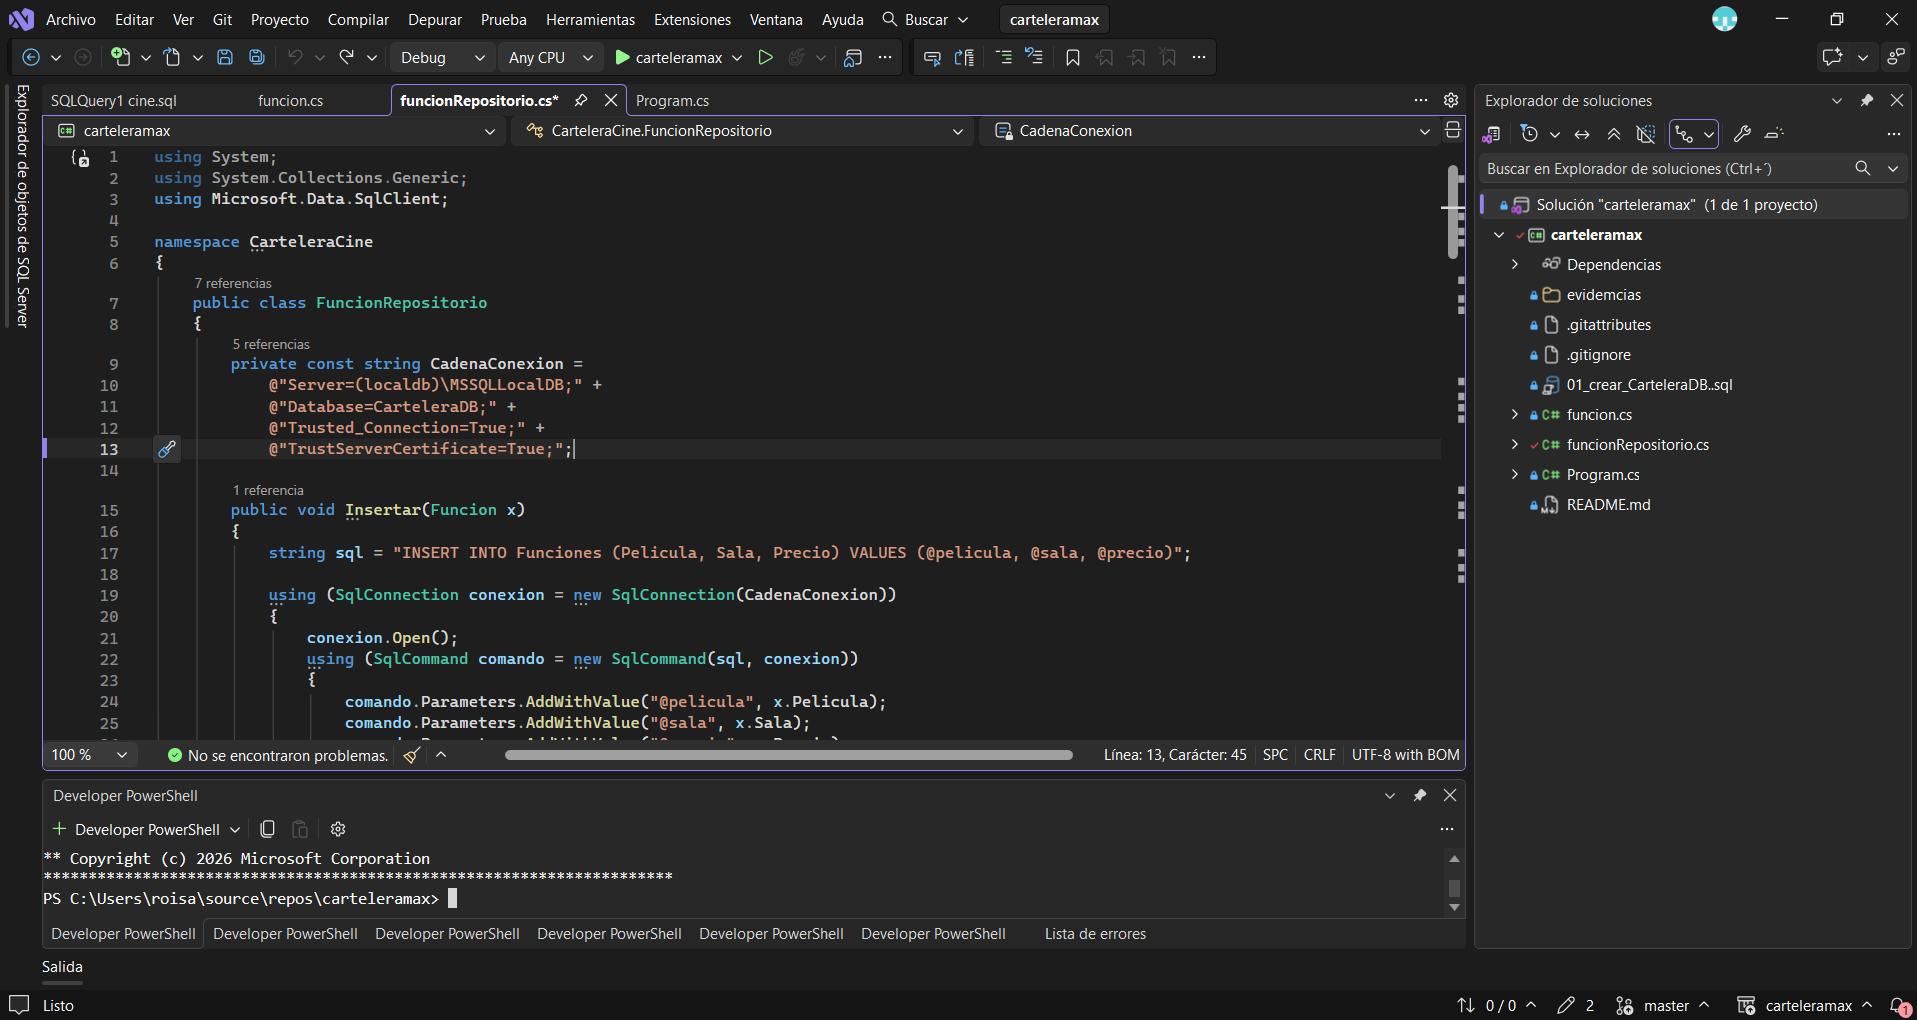 Archivo Editar Ver Git Proyecto Compilar Depurar Prueba Herramientas Extensiones Ventana Ayuda Buscar carteleramax
Debug Any CPU carteleramax
Explorador de objetos de SQL Server
SQLQuery1 cine.sql funcion.cs funcionRepositorio.cs* Program.cs
carteleramax CarteleraCine.FuncionRepositorio CadenaConexion
1 using System;
2 using System.Collections.Generic;
3 using Microsoft.Data.SqlClient;
4
5 namespace CarteleraCine
6 {
7 referencias
7 public class FuncionRepositorio
8 {
5 referencias
9 private const string CadenaConexion =
10 @"Server=(localdb)\MSSQLLocalDB;" +
11 @"Database=CarteleraDB;" +
12 @"Trusted_Connection=True;" +
13 @"TrustServerCertificate=True;";
14
1 referencia
15 public void Insertar(Funcion x)
16 {
17 string sql = "INSERT INTO Funciones (Pelicula, Sala, Precio) VALUES (@pelicula, @sala, @precio)";
18
19 using (SqlConnection conexion = new SqlConnection(CadenaConexion))
20 {
21 conexion.Open();
22 using (SqlCommand comando = new SqlCommand(sql, conexion))
23 {
24 comando.Parameters.AddWithValue("@pelicula", x.Pelicula);
25 comando.Parameters.AddWithValue("@sala", x.Sala);
100 % No se encontraron problemas. Línea: 13, Carácter: 45 SPC CRLF UTF-8 with BOM
Developer PowerShell
+ Developer PowerShell
** Copyright (c) 2026 Microsoft Corporation
**********************************************************************
PS C:\Users\roisa\source\repos\carteleramax>
Developer PowerShell Developer PowerShell Developer PowerShell Developer PowerShell Developer PowerShell Developer PowerShell Lista de errores
Salida
Explorador de soluciones
Buscar en Explorador de soluciones (Ctrl+´)
Solución "carteleramax" (1 de 1 proyecto)
carteleramax
Dependencias
evidemcias
.gitattributes
.gitignore
01_crear_CarteleraDB..sql
funcion.cs
funcionRepositorio.cs
Program.cs
README.md
Listo 0 / 0 2 master carteleramax 1